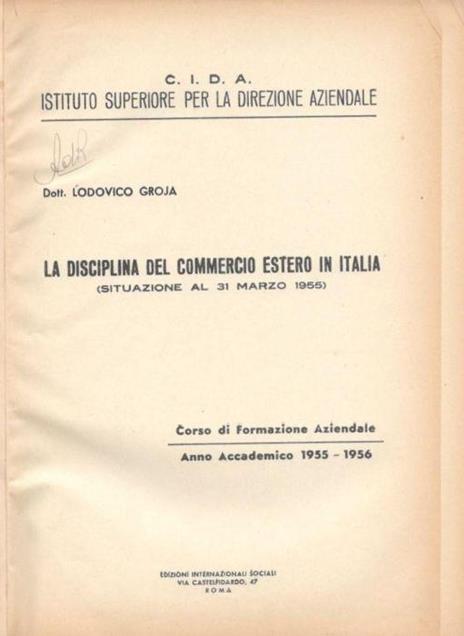 C. I. D. A.
ISTITUTO SUPERIORE PER LA DIREZIONE AZIENDALE
Dott. LODOVICO GROJA
LA DISCIPLINA DEL COMMERCIO ESTERO IN ITALIA
(SITUAZIONE AL 31 MARZO 1955)
Corso di Formazione Aziendale
Anno Accademico 1955 - 1956
EDIZIONI INTERNAZIONALI SOCIALI
VIA CASTELFIDARDO, 47
ROMA